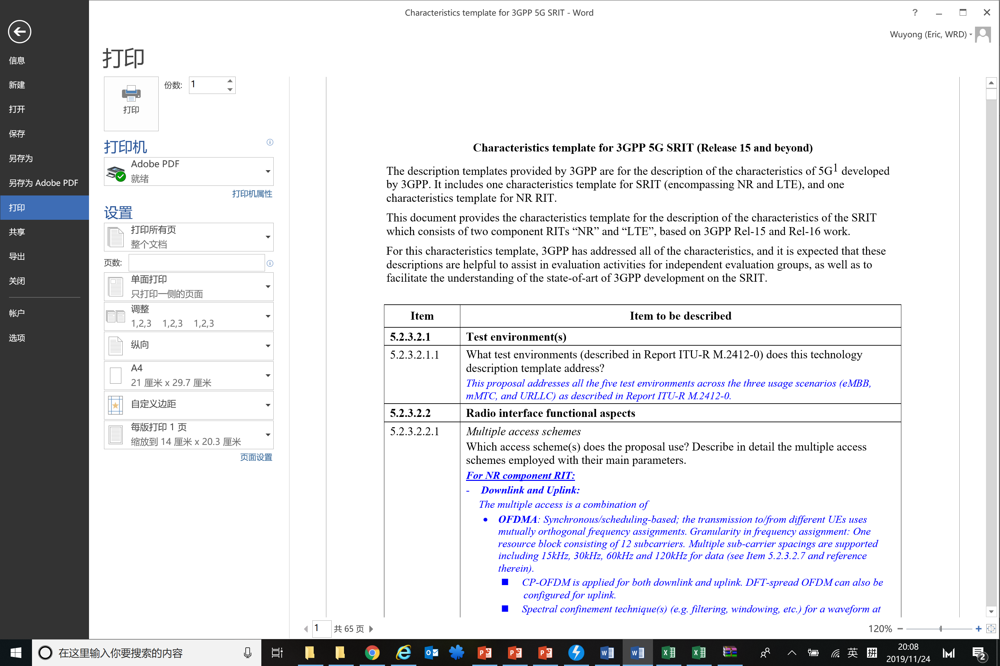 Characteristics template for 3GPP 5G SRIT - Word
Wuyong (Eric, WRD)
信息
新建
打开
保存
另存为
另存为 Adobe PDF
打印
共享
导出
关闭
帐户
选项
打印
打印
份数: 1
打印机
Adobe PDF
就绪
打印机属性
设置
打印所有页
整个文档
页数:
单面打印
只打印一侧的页面
调整
1,2,3 1,2,3 1,2,3
纵向
A4
21 厘米 x 29.7 厘米
自定义边距
每版打印 1 页
缩放到 14 厘米 x 20.3 厘米
页面设置
Characteristics template for 3GPP 5G SRIT (Release 15 and beyond)
The description templates provided by 3GPP are for the description of the characteristics of 5G1 developed
by 3GPP. It includes one characteristics template for SRIT (encompassing NR and LTE), and one
characteristics template for NR RIT.
This document provides the characteristics template for the description of the characteristics of the SRIT
which consists of two component RITs “NR” and “LTE”, based on 3GPP Rel-15 and Rel-16 work.
For this characteristics template, 3GPP has addressed all of the characteristics, and it is expected that these
descriptions are helpful to assist in evaluation activities for independent evaluation groups, as well as to
facilitate the understanding of the state-of-art of 3GPP development on the SRIT.
Item Item to be described
5.2.3.2.1 Test environment(s)
5.2.3.2.1.1 What test environments (described in Report ITU-R M.2412-0) does this technology
description template address?
This proposal addresses all the five test environments across the three usage scenarios (eMBB,
mMTC, and URLLC) as described in Report ITU-R M.2412-0.
5.2.3.2.2 Radio interface functional aspects
5.2.3.2.2.1 Multiple access schemes
Which access scheme(s) does the proposal use? Describe in detail the multiple access
schemes employed with their main parameters.
For NR component RIT:
- Downlink and Uplink:
The multiple access is a combination of
• OFDMA: Synchronous/scheduling-based; the transmission to/from different UEs uses
mutually orthogonal frequency assignments. Granularity in frequency assignment: One
resource block consisting of 12 subcarriers. Multiple sub-carrier spacings are supported
including 15kHz, 30kHz, 60kHz and 120kHz for data (see Item 5.2.3.2.7 and reference
therein).
■ CP-OFDM is applied for both downlink and uplink. DFT-spread OFDM can also be
configured for uplink.
■ Spectral confinement technique(s) (e.g. filtering, windowing, etc.) for a waveform at
1 共 65 页
120%
在这里输入你要搜索的内容
英 拼
20:08
2019/11/24
2